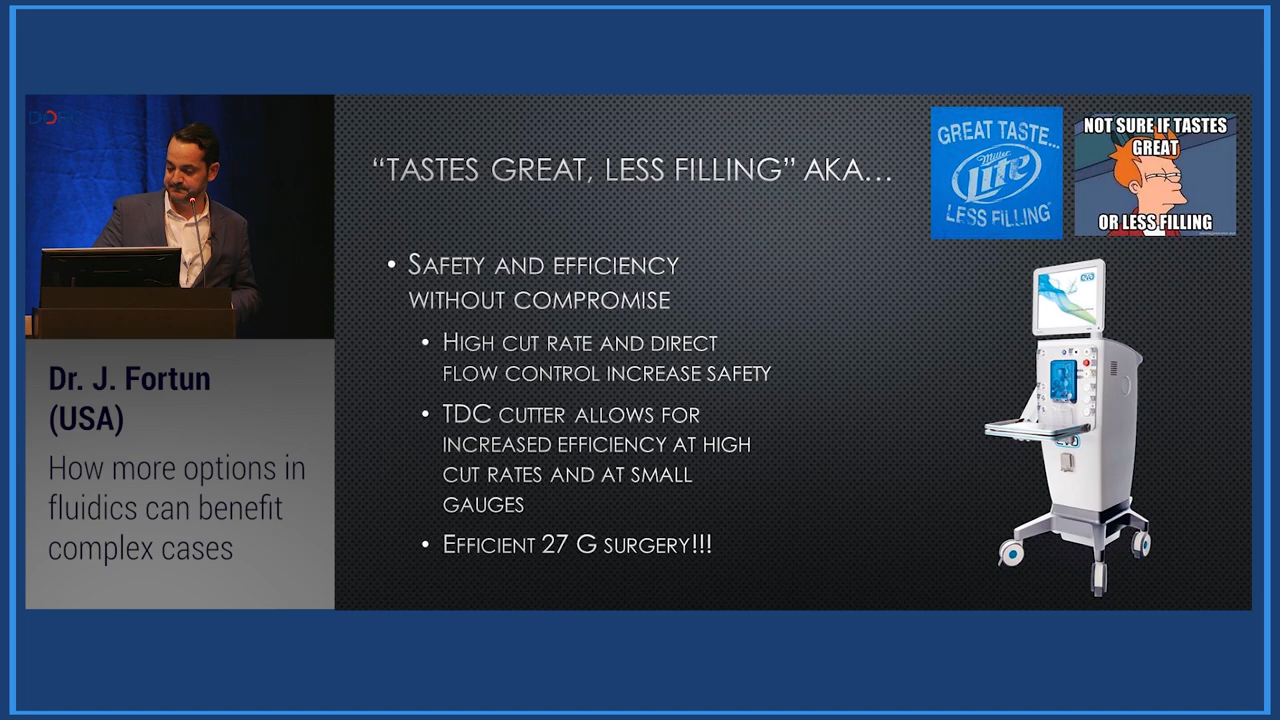 DORC
Dr. J. Fortun
(USA)
How more options in
fluidics can benefit
complex cases
“TASTES GREAT, LESS FILLING” AKA…
• SAFETY AND EFFICIENCY
WITHOUT COMPROMISE
• HIGH CUT RATE AND DIRECT
FLOW CONTROL INCREASE SAFETY
• TDC CUTTER ALLOWS FOR
INCREASED EFFICIENCY AT HIGH
CUT RATES AND AT SMALL
GAUGES
• EFFICIENT 27 G SURGERY!!!
GREAT TASTE...
Miller
Lite
LESS FILLING
NOT SURE IF TASTES
GREAT
OR LESS FILLING
EVA